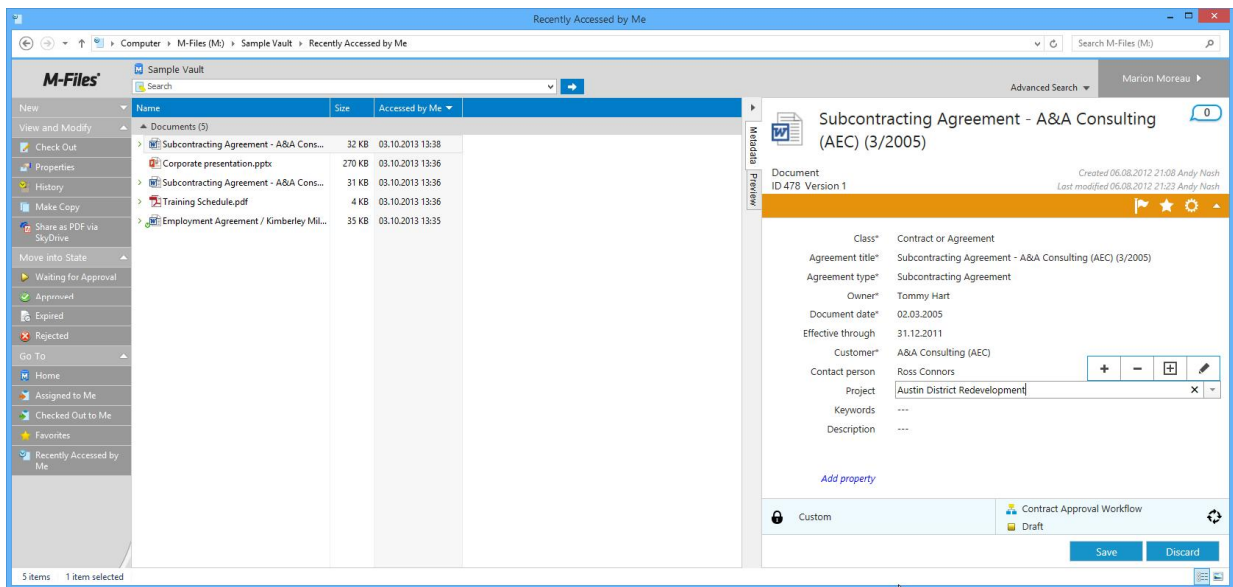 Recently Accessed by Me
Computer M-Files (M:) Sample Vault Recently Accessed by Me
Search M-Files (M:)
M-Files
Sample Vault
Search
Advanced Search
Marion Moreau
New
View and Modify
Check Out
Properties
History
Make Copy
Share as PDF via
SkyDrive
Move into State
Waiting for Approval
Approved
Expired
Rejected
Go To
Home
Assigned to Me
Checked Out to Me
Favorites
Recently Accessed by
Me
Name Size Accessed by Me
Documents (5)
Subcontracting Agreement - A&A Cons... 32 KB 03.10.2013 13:38
Corporate presentation.pptx 270 KB 03.10.2013 13:36
Subcontracting Agreement - A&A Cons... 31 KB 03.10.2013 13:36
Training Schedule.pdf 4 KB 03.10.2013 13:36
Employment Agreement / Kimberley Mil... 35 KB 03.10.2013 13:35
Metadata
Preview
Subcontracting Agreement - A&A Consulting
(AEC) (3/2005)
0
Document
ID 478 Version 1
Created 06.08.2012 21:08 Andy Nash
Last modified 06.08.2012 21:23 Andy Nash
Class* Contract or Agreement
Agreement title* Subcontracting Agreement - A&A Consulting (AEC) (3/2005)
Agreement type* Subcontracting Agreement
Owner* Tommy Hart
Document date* 02.03.2005
Effective through 31.12.2011
Customer* A&A Consulting (AEC)
Contact person Ross Connors
Project Austin District Redevelopment
Keywords ---
Description ---
Add property
Custom
Contract Approval Workflow
Draft
Save Discard
5 items 1 item selected